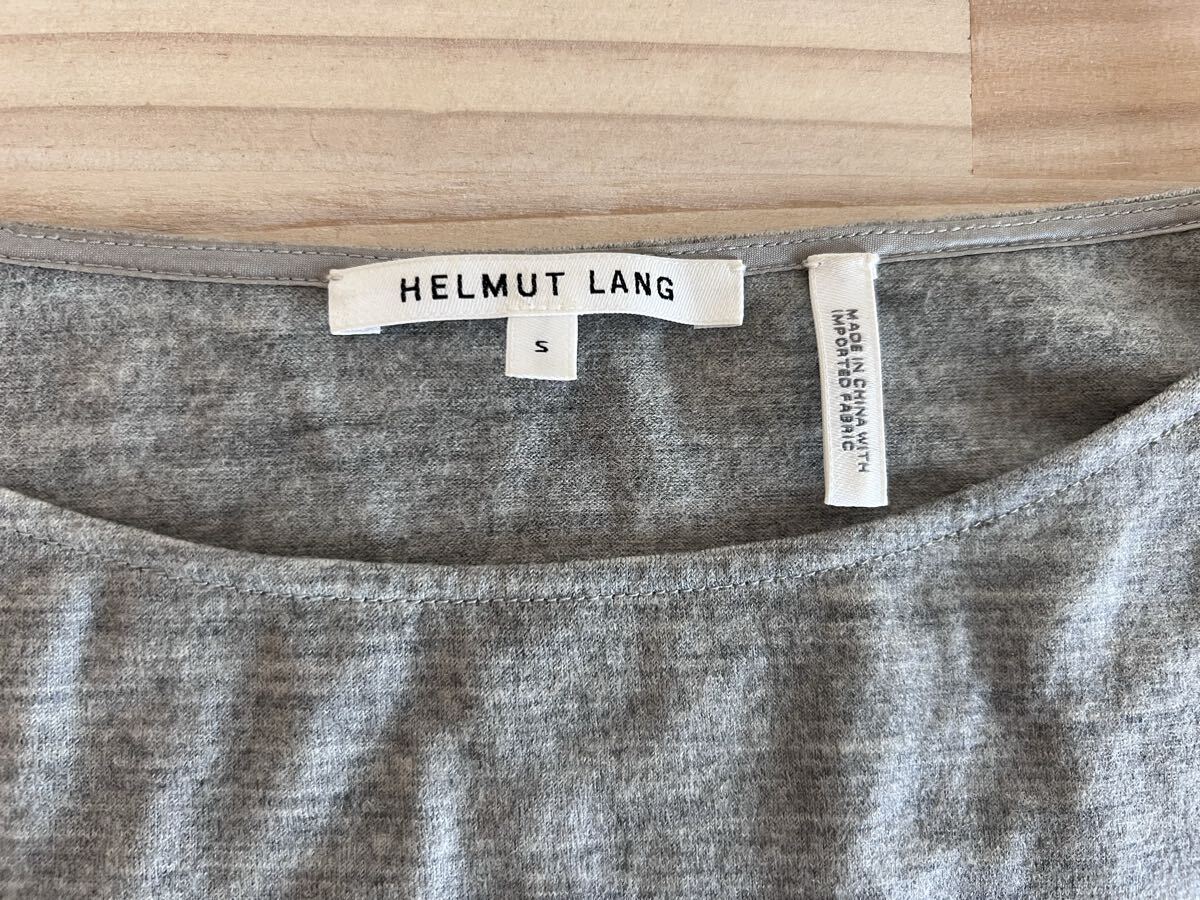 HELMUT LANG
S
MADE IN CHINA WITH
IMPORTED FABRIC